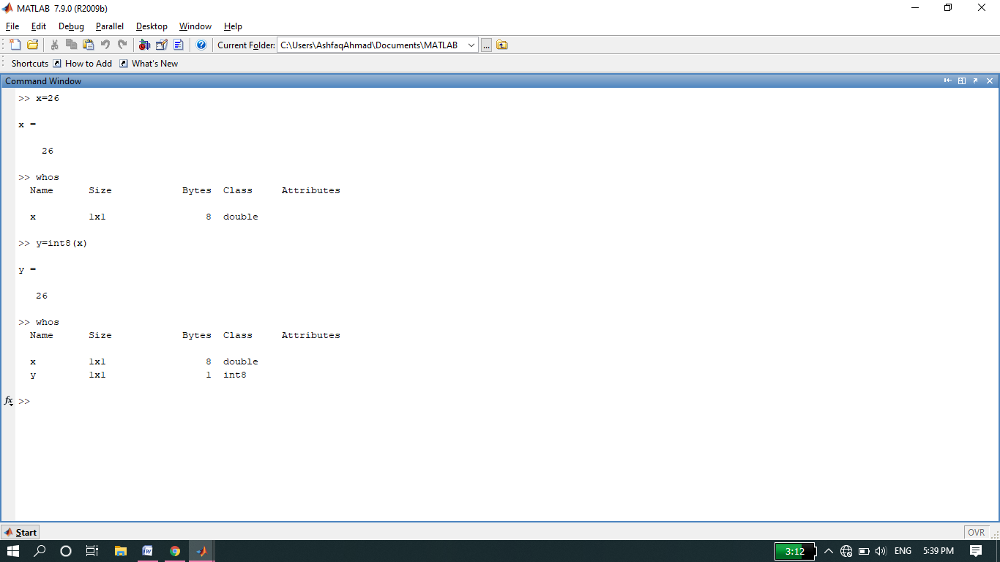 MATLAB 7.9.0 (R2009b)
File Edit Debug Parallel Desktop Window Help
Current Folder: C:\Users\AshfaqAhmad\Documents\MATLAB ...
Shortcuts How to Add What's New
Command Window
>> x=26
x =
26
>> whos
Name Size Bytes Class Attributes
x 1x1 8 double
>> y=int8(x)
y =
26
>> whos
Name Size Bytes Class Attributes
x 1x1 8 double
y 1x1 1 int8
fx >>
Start OVR
3:12 ENG 5:39 PM